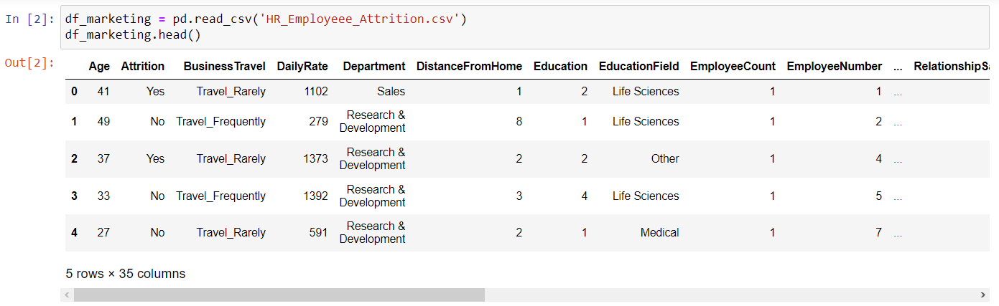 In [2]: df_marketing = pd.read_csv('HR_Employeee_Attrition.csv')
df_marketing.head()
Out[2]:
Age Attrition BusinessTravel DailyRate Department DistanceFromHome Education EducationField EmployeeCount EmployeeNumber ... RelationshipSa
0 41 Yes Travel_Rarely 1102 Sales 1 2 Life Sciences 1 1 ...
1 49 No Travel_Frequently 279 Research &
Development 8 1 Life Sciences 1 2 ...
2 37 Yes Travel_Rarely 1373 Research &
Development 2 2 Other 1 4 ...
3 33 No Travel_Frequently 1392 Research &
Development 3 4 Life Sciences 1 5 ...
4 27 No Travel_Rarely 591 Research &
Development 2 1 Medical 1 7 ...
5 rows × 35 columns